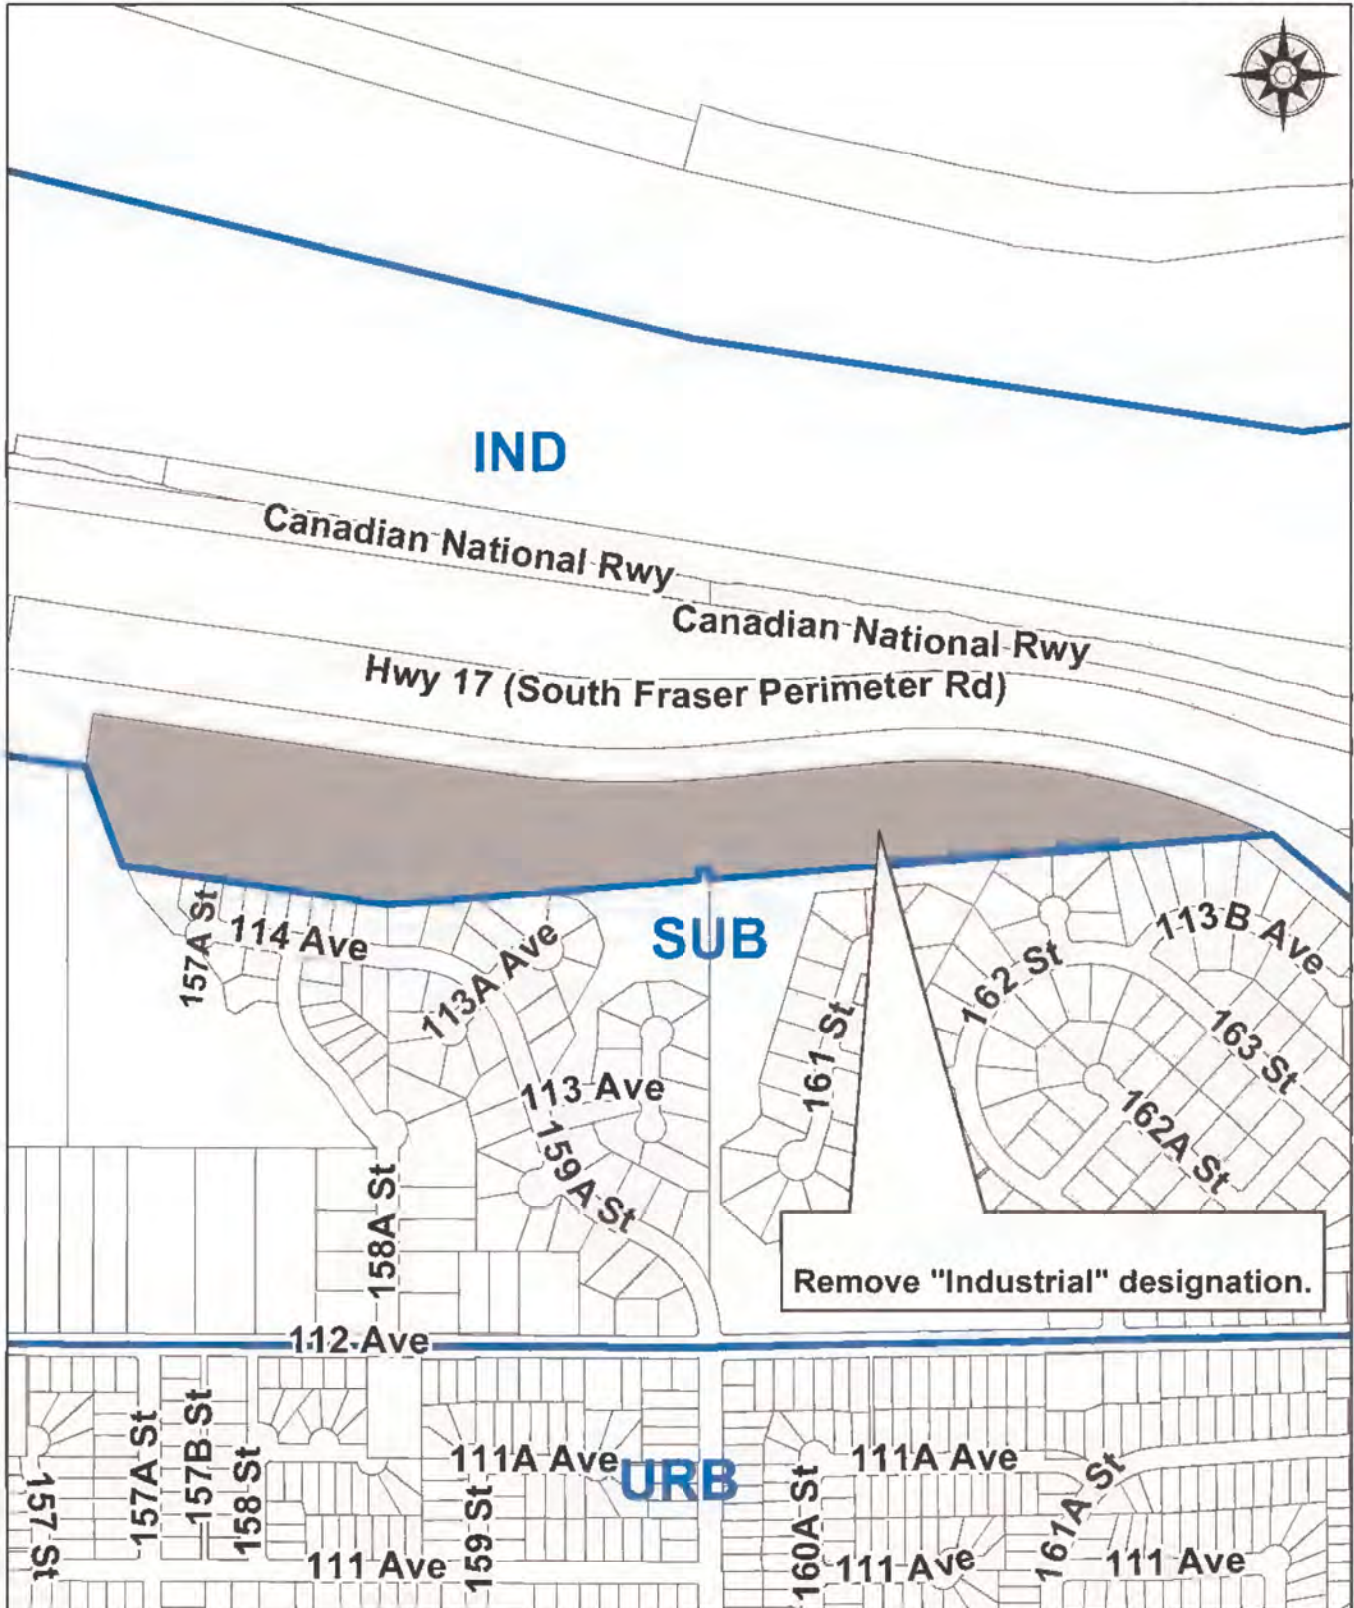 IND
Canadian National Rwy
Canadian National Rwy
Hwy 17 (South Fraser Perimeter Rd)
SUB
157A St
114 Ave
113A Ave
113B Ave
162 St
161 St
163 St
113 Ave
162A St
159A St
158A St
Remove "Industrial" designation.
112 Ave
157 St
157A St
157B St
158 St
111A Ave
URB
111A Ave
159 St
160A St
161A St
111 Ave
111 Ave
111 Ave